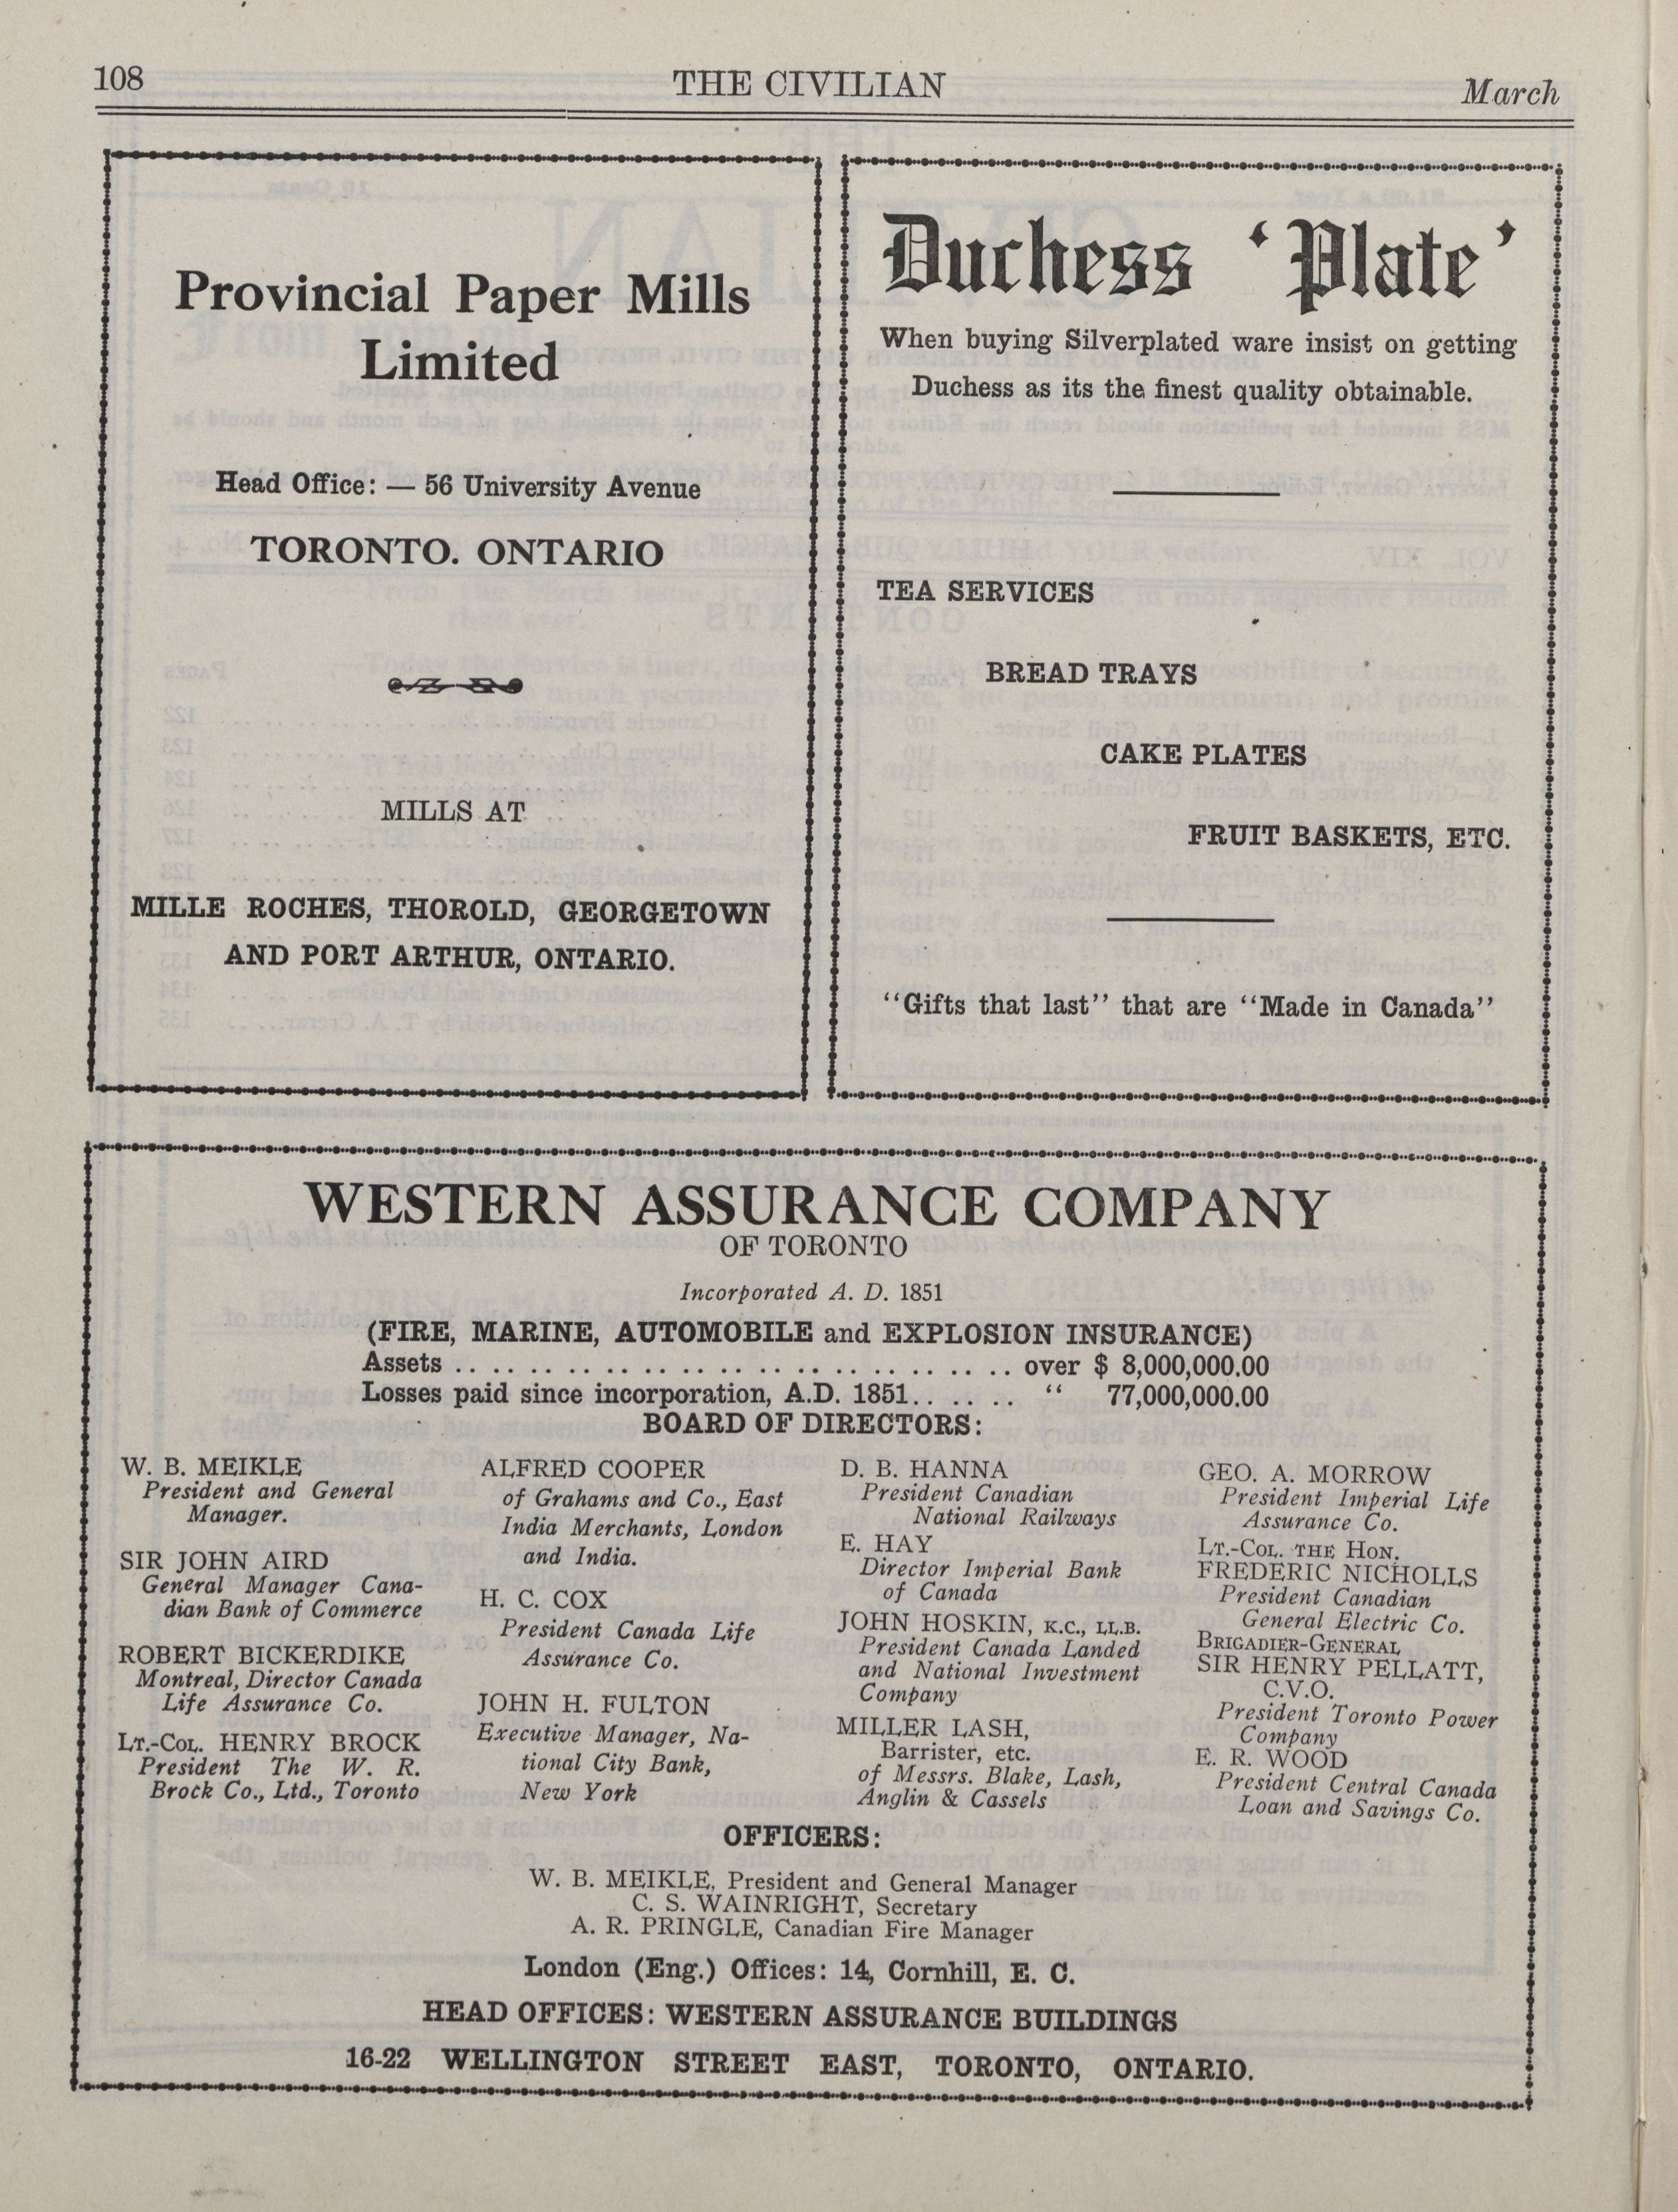 108
THE CIVILIAN
March
Provincial Paper Mills
Limited
Head Office: — 56 University Avenue
TORONTO. ONTARIO
MILLS AT
MILLE ROCHES, THOROLD, GEORGETOWN
AND PORT ARTHUR, ONTARIO.
Duchess 'Plate'
When buying Silverplated ware insist on getting
Duchess as its the finest quality obtainable.
TEA SERVICES
BREAD TRAYS
CAKE PLATES
FRUIT BASKETS, ETC.
"Gifts that last" that are "Made in Canada"
WESTERN ASSURANCE COMPANY
OF TORONTO
Incorporated A. D. 1851
(FIRE, MARINE, AUTOMOBILE and EXPLOSION INSURANCE)
Assets .............................. over $ 8,000,000.00
Losses paid since incorporation, A.D. 1851...... " 77,000,000.00
BOARD OF DIRECTORS:
W. B. MEIKLE
President and General
Manager.
SIR JOHN AIRD
General Manager Cana-
dian Bank of Commerce
ROBERT BICKERDIKE
Montreal, Director Canada
Life Assurance Co.
Lt.-Col. HENRY BROCK
President The W. R.
Brock Co., Ltd., Toronto
ALFRED COOPER
of Grahams and Co., East
India Merchants, London
and India.
H. C. COX
President Canada Life
Assurance Co.
JOHN H. FULTON
Executive Manager, Na-
tional City Bank,
New York
D. B. HANNA
President Canadian
National Railways
E. HAY
Director Imperial Bank
of Canada
JOHN HOSKIN, K.C., LL.B.
President Canada Landed
and National Investment
Company
MILLER LASH,
Barrister, etc.
of Messrs. Blake, Lash,
Anglin & Cassels
GEO. A. MORROW
President Imperial Life
Assurance Co.
Lt.-Col. the Hon.
FREDERIC NICHOLLS
President Canadian
General Electric Co.
Brigadier-General
SIR HENRY PELLATT,
C.V.O.
President Toronto Power
Company
E. R. WOOD
President Central Canada
Loan and Savings Co.
OFFICERS:
W. B. MEIKLE, President and General Manager
C. S. WAINRIGHT, Secretary
A. R. PRINGLE, Canadian Fire Manager
London (Eng.) Offices: 14, Cornhill, E. C.
HEAD OFFICES: WESTERN ASSURANCE BUILDINGS
16-22 WELLINGTON STREET EAST, TORONTO, ONTARIO.